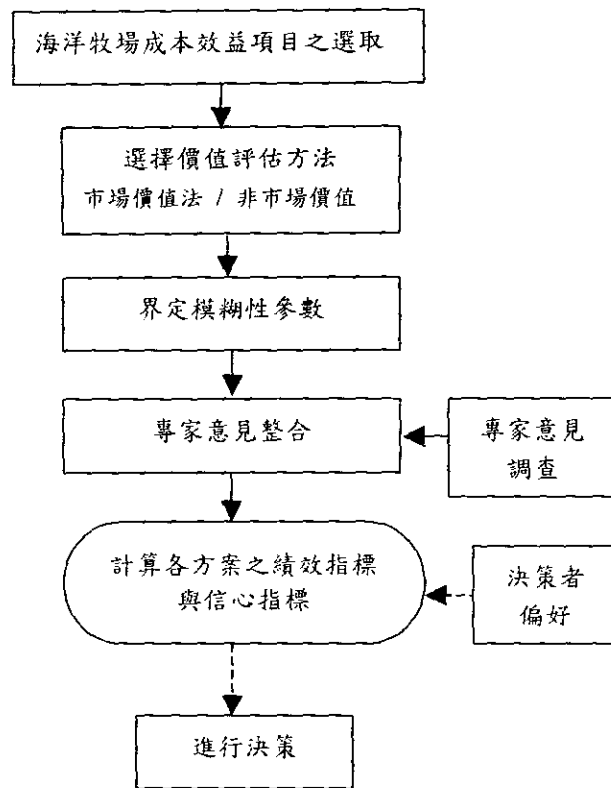 海洋牧場成本效益項目之選取
選擇價值評估方法
市場價值法 / 非市場價值
界定模糊性參數
專家意見整合
專家意見
調查
計算各方案之績效指標
與信心指標
決策者
偏好
進行決策